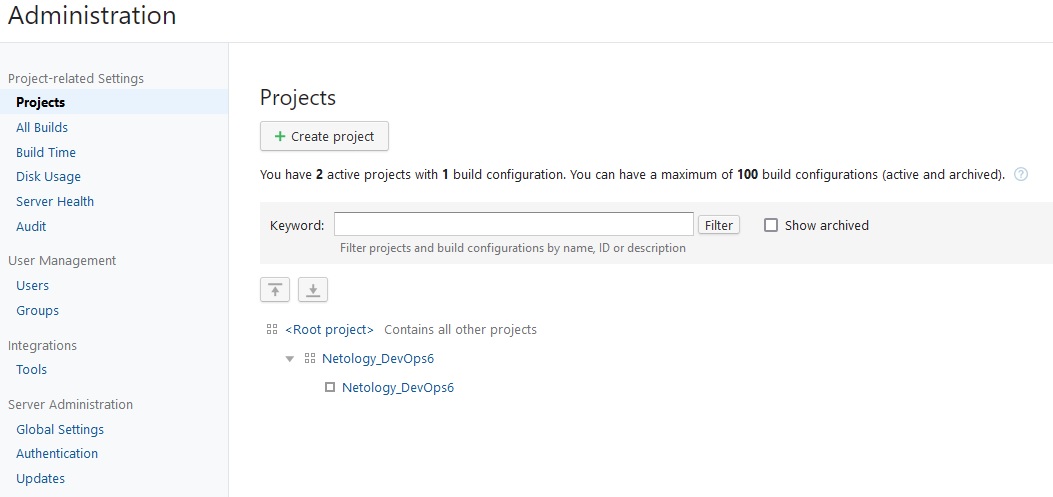 Administration
Project-related Settings
Projects
All Builds
Build Time
Disk Usage
Server Health
Audit
User Management
Users
Groups
Integrations
Tools
Server Administration
Global Settings
Authentication
Updates
Projects
+ Create project
You have 2 active projects with 1 build configuration. You can have a maximum of 100 build configurations (active and archived). ?
Keyword: Filter Show archived
Filter projects and build configurations by name, ID or description
<Root project> Contains all other projects
Netology_DevOps6
Netology_DevOps6